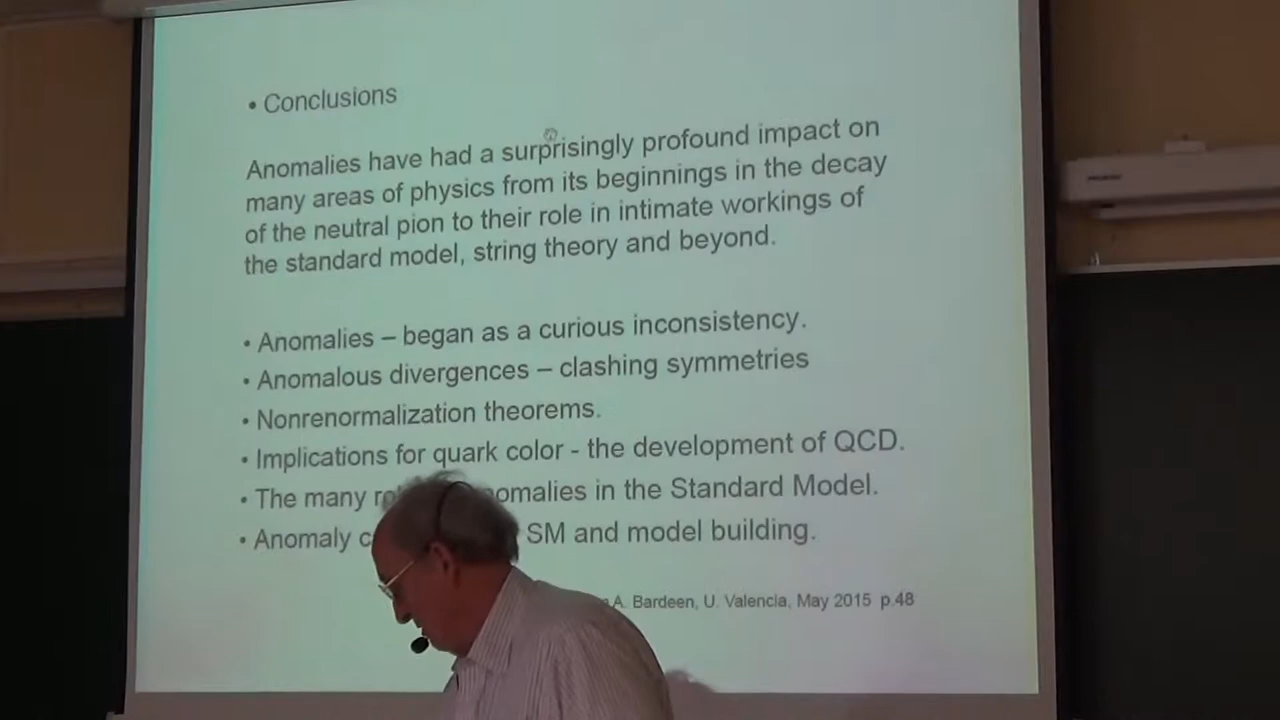 • Conclusions
Anomalies have had a surprisingly profound impact on
many areas of physics from its beginnings in the decay
of the neutral pion to their role in intimate workings of
the standard model, string theory and beyond.
• Anomalies – began as a curious inconsistency.
• Anomalous divergences – clashing symmetries
• Nonrenormalization theorems.
• Implications for quark color - the development of QCD.
• The many in the Standard Model.
• Anomaly SM and model building.
A. Bardeen, U. Valencia, May 2015 p.48